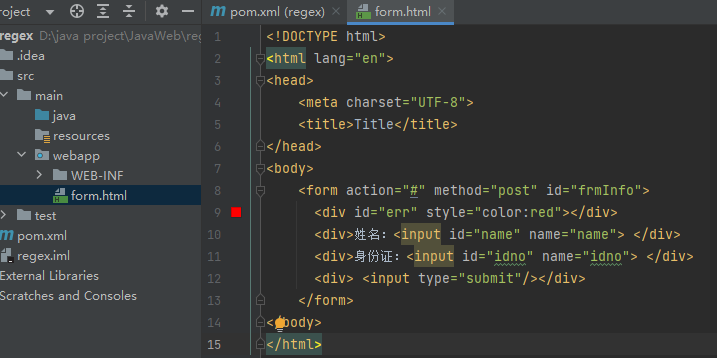 roject
pom.xml (regex)
form.html
regex D:\java project\JavaWeb\reg
.idea
src
main
java
resources
webapp
WEB-INF
form.html
test
pom.xml
regex.iml
External Libraries
Scratches and Consoles
1 <!DOCTYPE html>
2 <html lang="en">
3 <head>
4 <meta charset="UTF-8">
5 <title>Title</title>
6 </head>
7 <body>
8 <form action="#" method="post" id="frmInfo">
9 <div id="err" style="color:red"></div>
10 <div>姓名：<input id="name" name="name"> </div>
11 <div>身份证：<input id="idno" name="idno"> </div>
12 <div> <input type="submit"/></div>
13 </form>
14 < body>
15 </html>